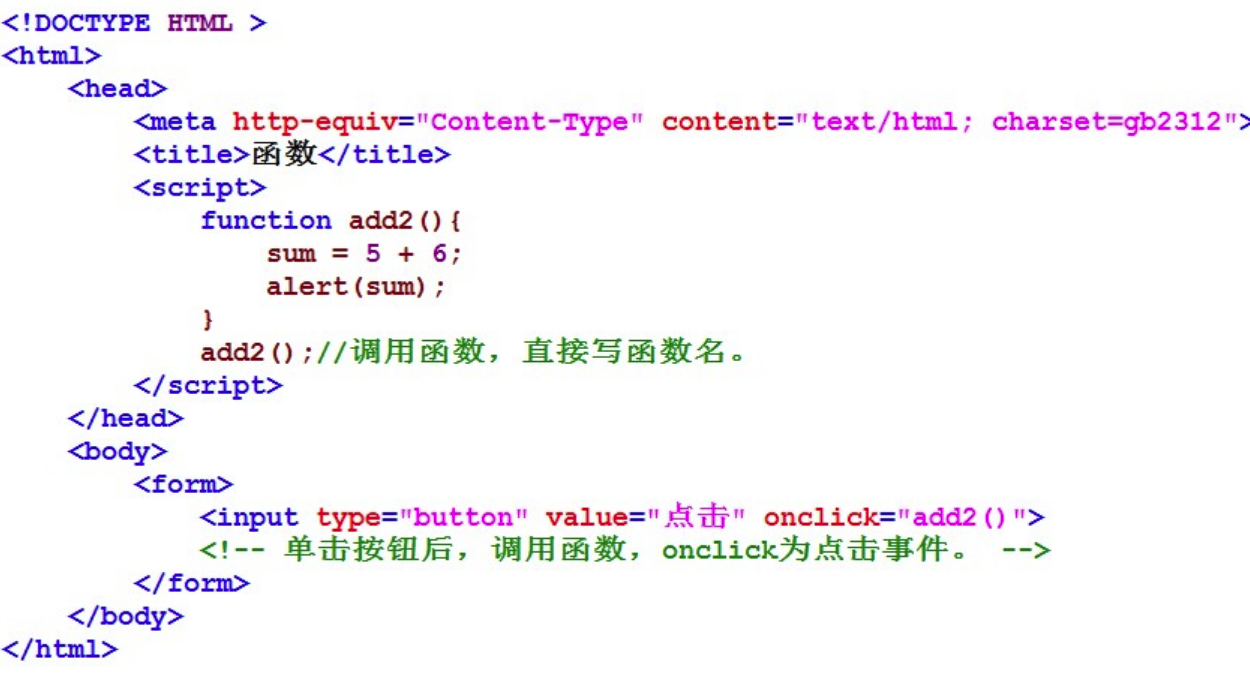 <!DOCTYPE HTML >
<html>
    <head>
        <meta http-equiv="Content-Type" content="text/html; charset=gb2312">
        <title>函数</title>
        <script>
            function add2(){
                sum = 5 + 6;
                alert(sum);
            }
            add2();//调用函数，直接写函数名。
        </script>
    </head>
    <body>
        <form>
            <input type="button" value="点击" onclick="add2()">
            <!-- 单击按钮后，调用函数，onclick为点击事件。 -->
        </form>
    </body>
</html>